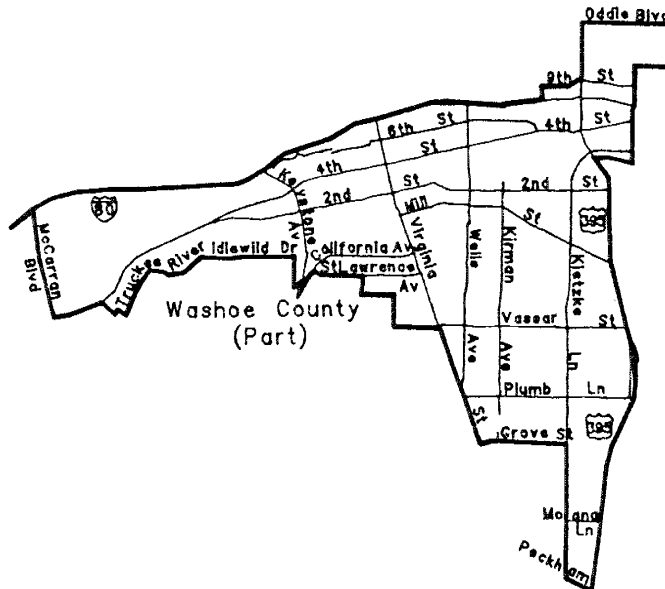 Oddie Blvd
9th St
6th St
4th St
4th St
Keystone Av
2nd St
2nd St
80
Mill St
395
McCarran Blvd
Virginia
Wells
Kirman
Kietzke
Truckee River
Idlewild Dr
California Av
St Lawrence Av
Washoe County
(Part)
Vassar St
Ave
Ave
Ln
Plumb Ln
St
Grove St
395
Moana Ln
Peckham